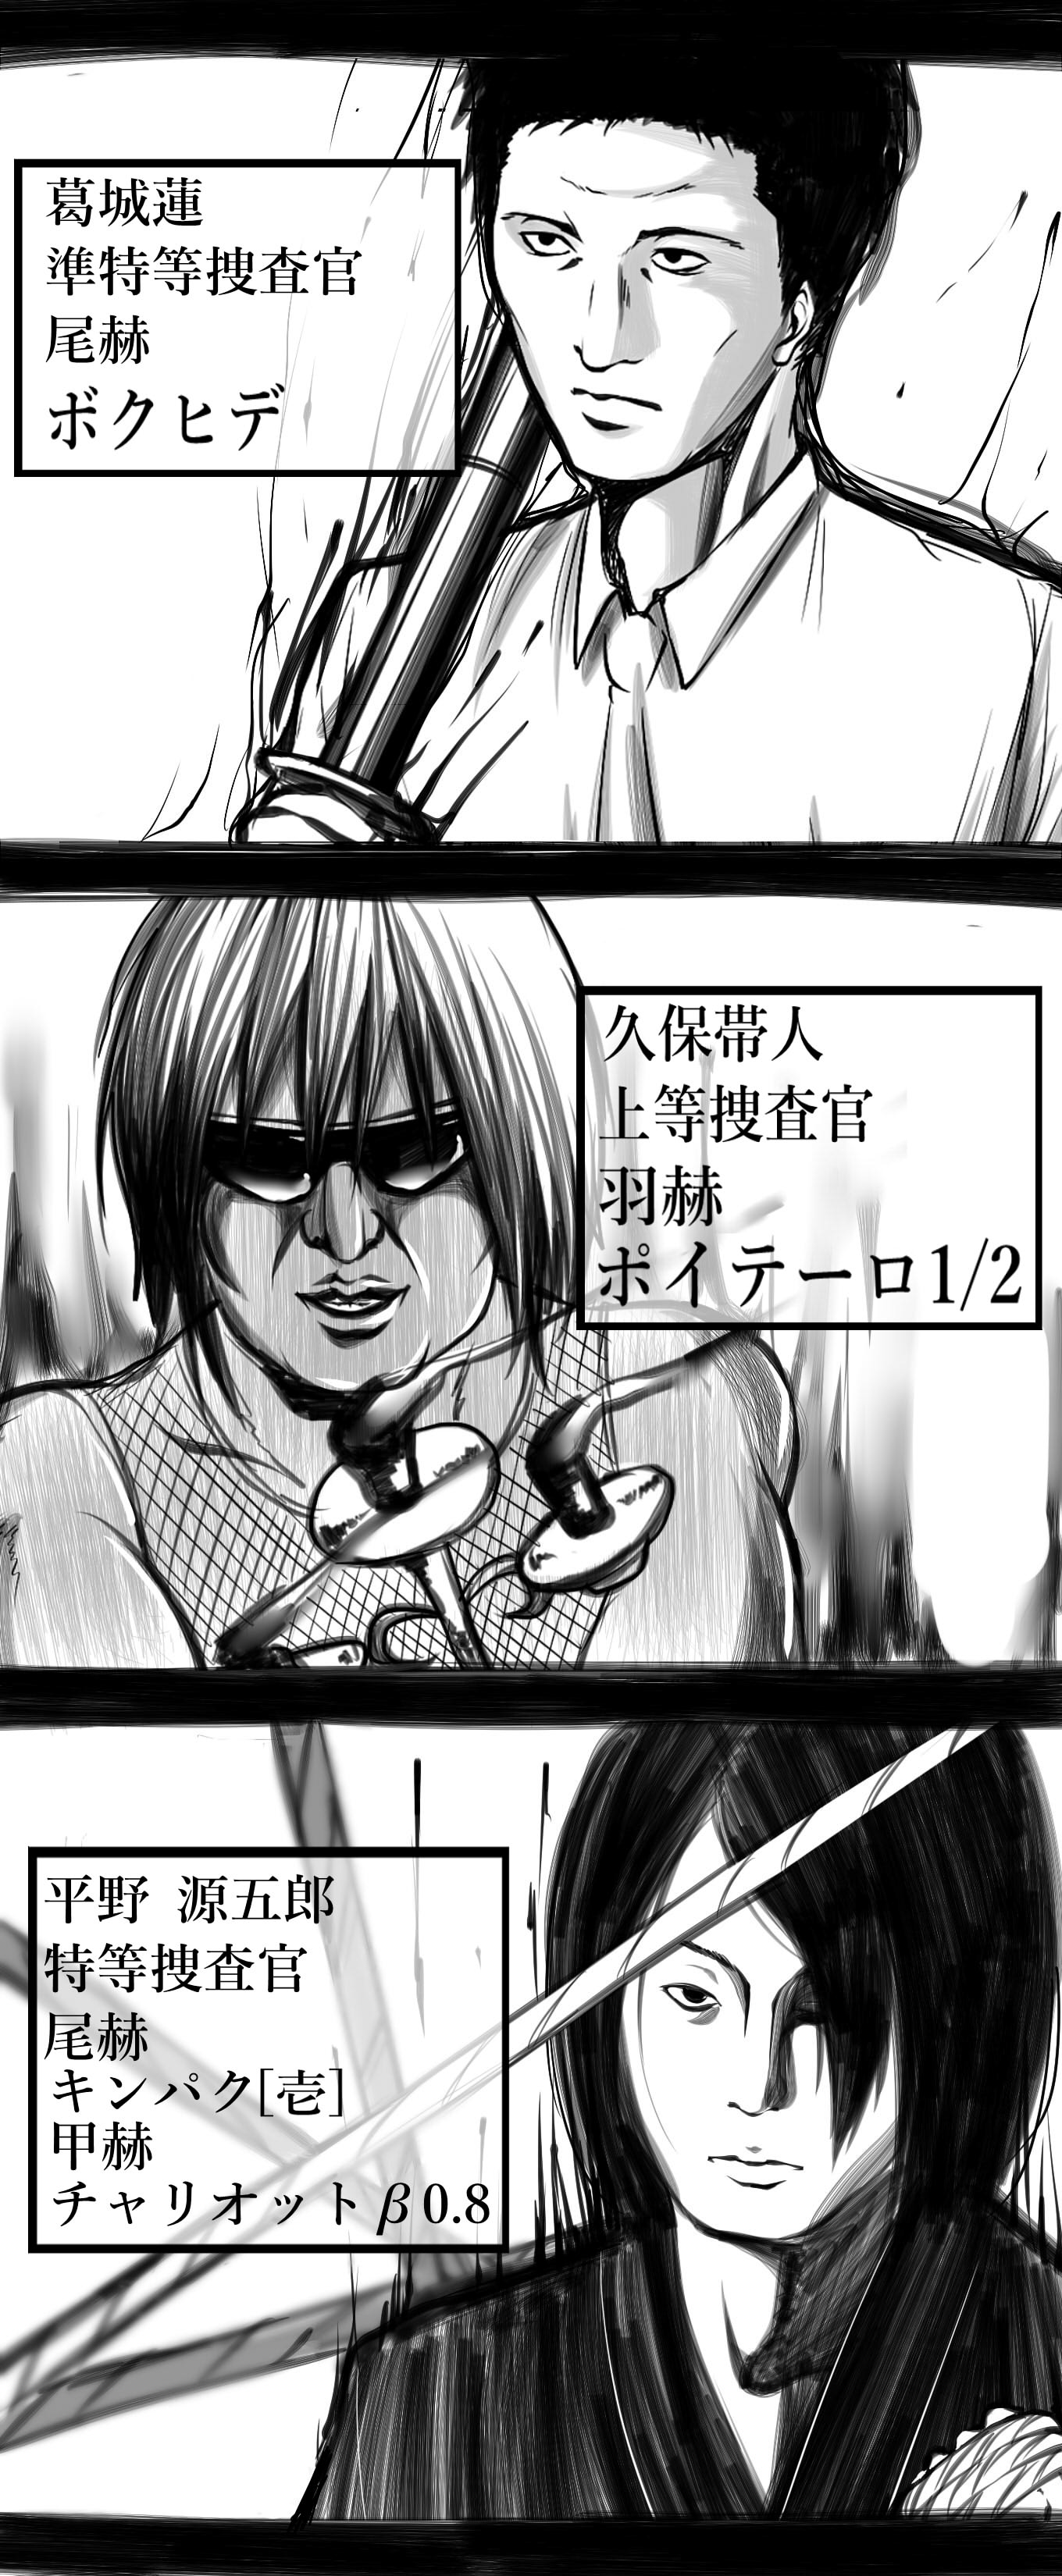 葛城蓮
準特等捜査官
尾赫
ボクヒデ
久保帯人
上等捜査官
羽赫
ポイテーロ1/2
平野 源五郎
特等捜査官
尾赫
キンパク[壱]
甲赫
チャリオットβ0.8